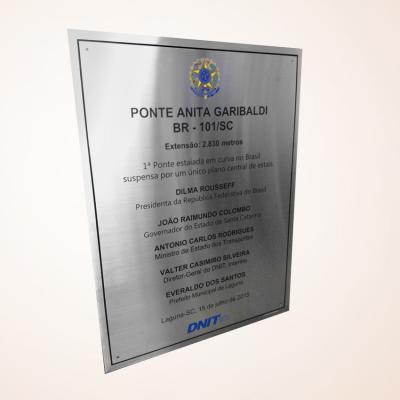 PONTE ANITA GARIBALDI
BR - 101/SC
Extensão: 2.830 metros
1ª Ponte estaiada em curva no Brasil
suspensa por um único plano central de estais.
DILMA ROUSSEFF
Presidenta da República Federativa do Brasil
JOÃO RAIMUNDO COLOMBO
Governador do Estado de Santa Catarina
ANTONIO CARLOS RODRIGUES
Ministro de Estado dos Transportes
VALTER CASIMIRO SILVEIRA
Diretor-Geral do DNIT, Interino
EVERALDO DOS SANTOS
Prefeito Municipal de Laguna
Laguna-SC, 15 de julho de 2015
DNIT